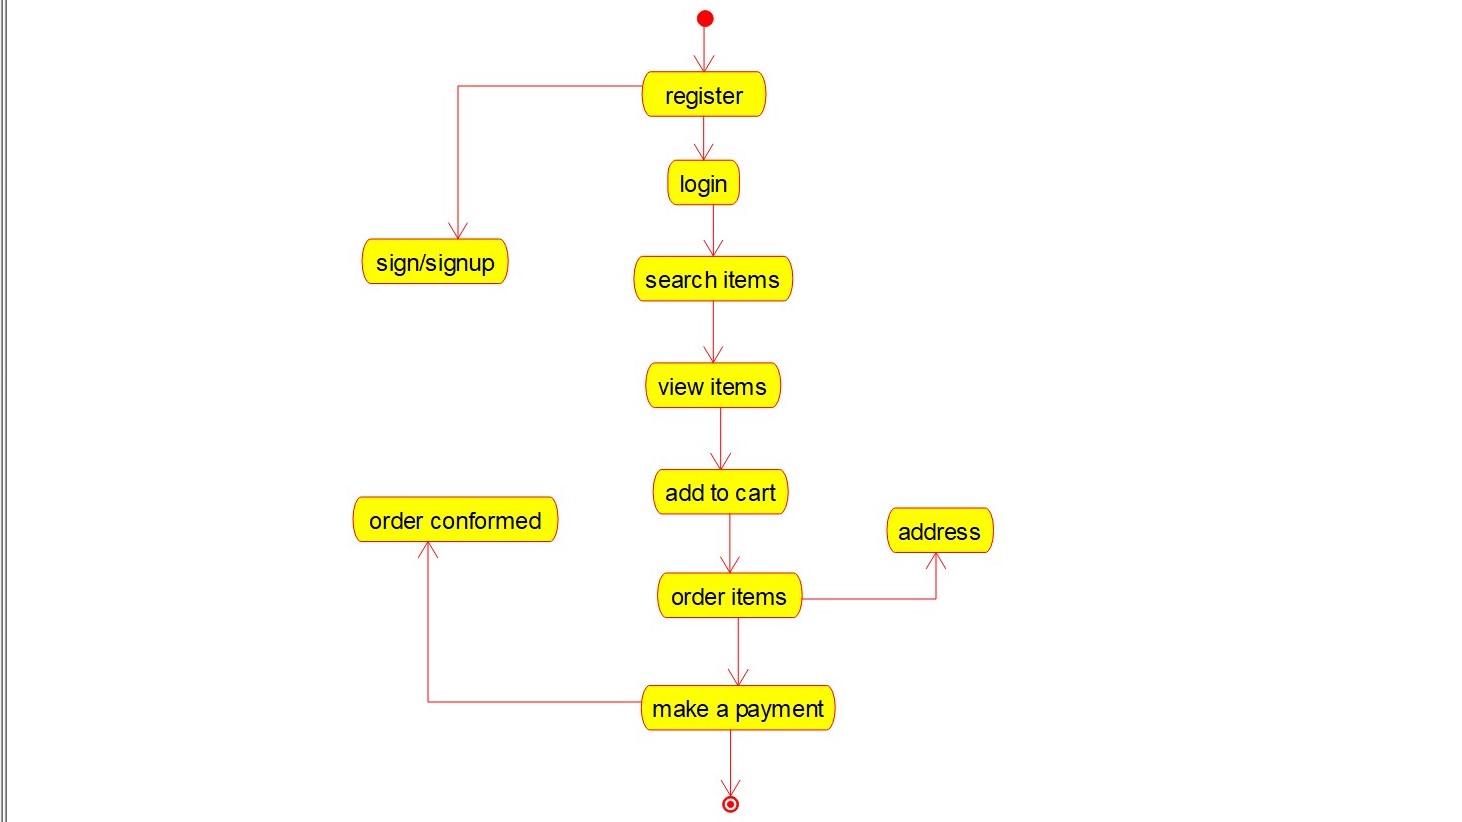 register
login
sign/signup
search items
view items
add to cart
order conformed
address
order items
make a payment